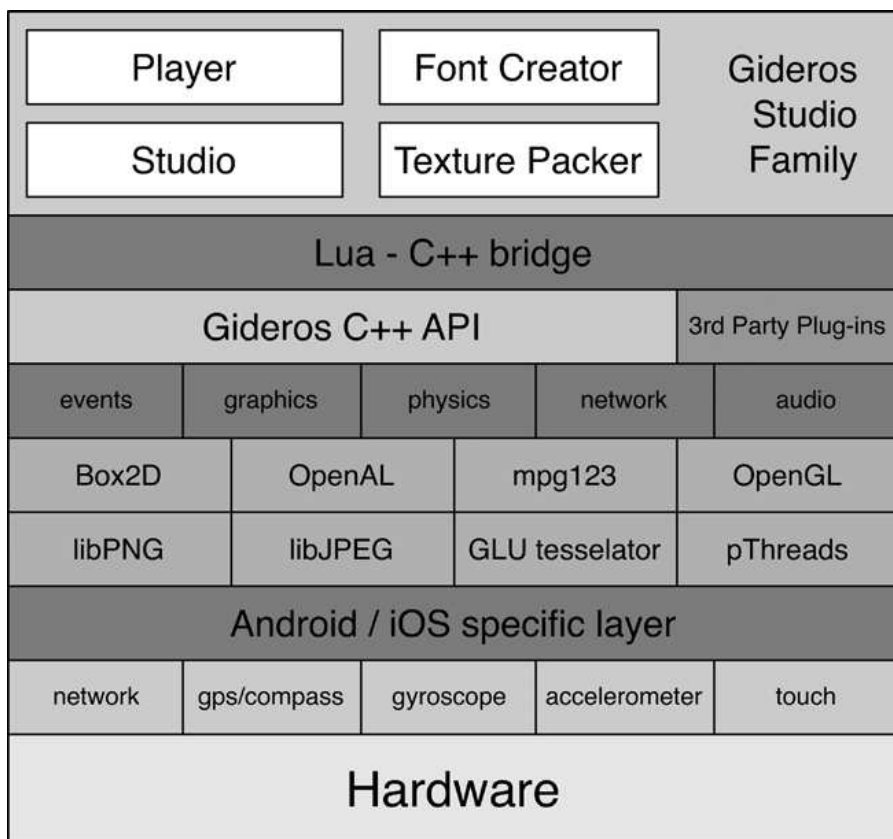 Player
Font Creator
Gideros
Studio
Family
Studio
Texture Packer
Lua - C++ bridge
Gideros C++ API
3rd Party Plug-ins
events
graphics
physics
network
audio
Box2D
OpenAL
mpg123
OpenGL
libPNG
libJPEG
GLU tesselator
pThreads
Android / iOS specific layer
network
gps/compass
gyroscope
accelerometer
touch
Hardware